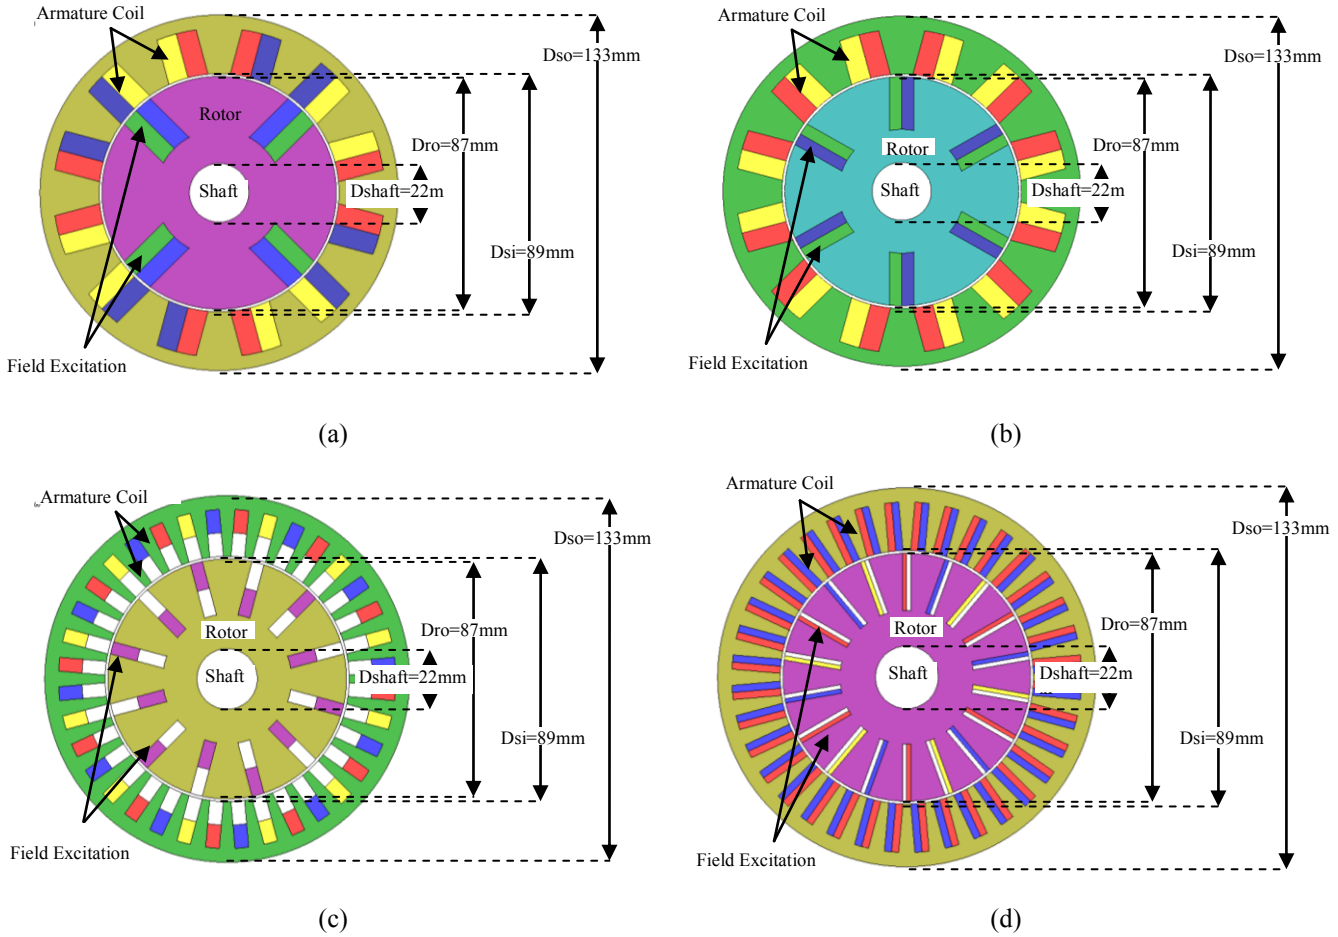 Armature Coil
Dso=133mm
Rotor
Dro=87mm
Shaft
Dshaft=22m
Dsi=89mm
Field Excitation
(a)
Armature Coil
Dso=133mm
Dro=87mm
Rotor
Shaft
Dshaft=22m
Dsi=89mm
Field Excitation
(b)
Armature Coil
Dso=133mm
Rotor
Dro=87mm
Shaft
Dshaft=22mm
Dsi=89mm
Field Excitation
(c)
Armature Coil
Dso=133mm
Rotor
Dro=87mm
Shaft
Dshaft=22m
m
Dsi=89mm
Field Excitation
(d)